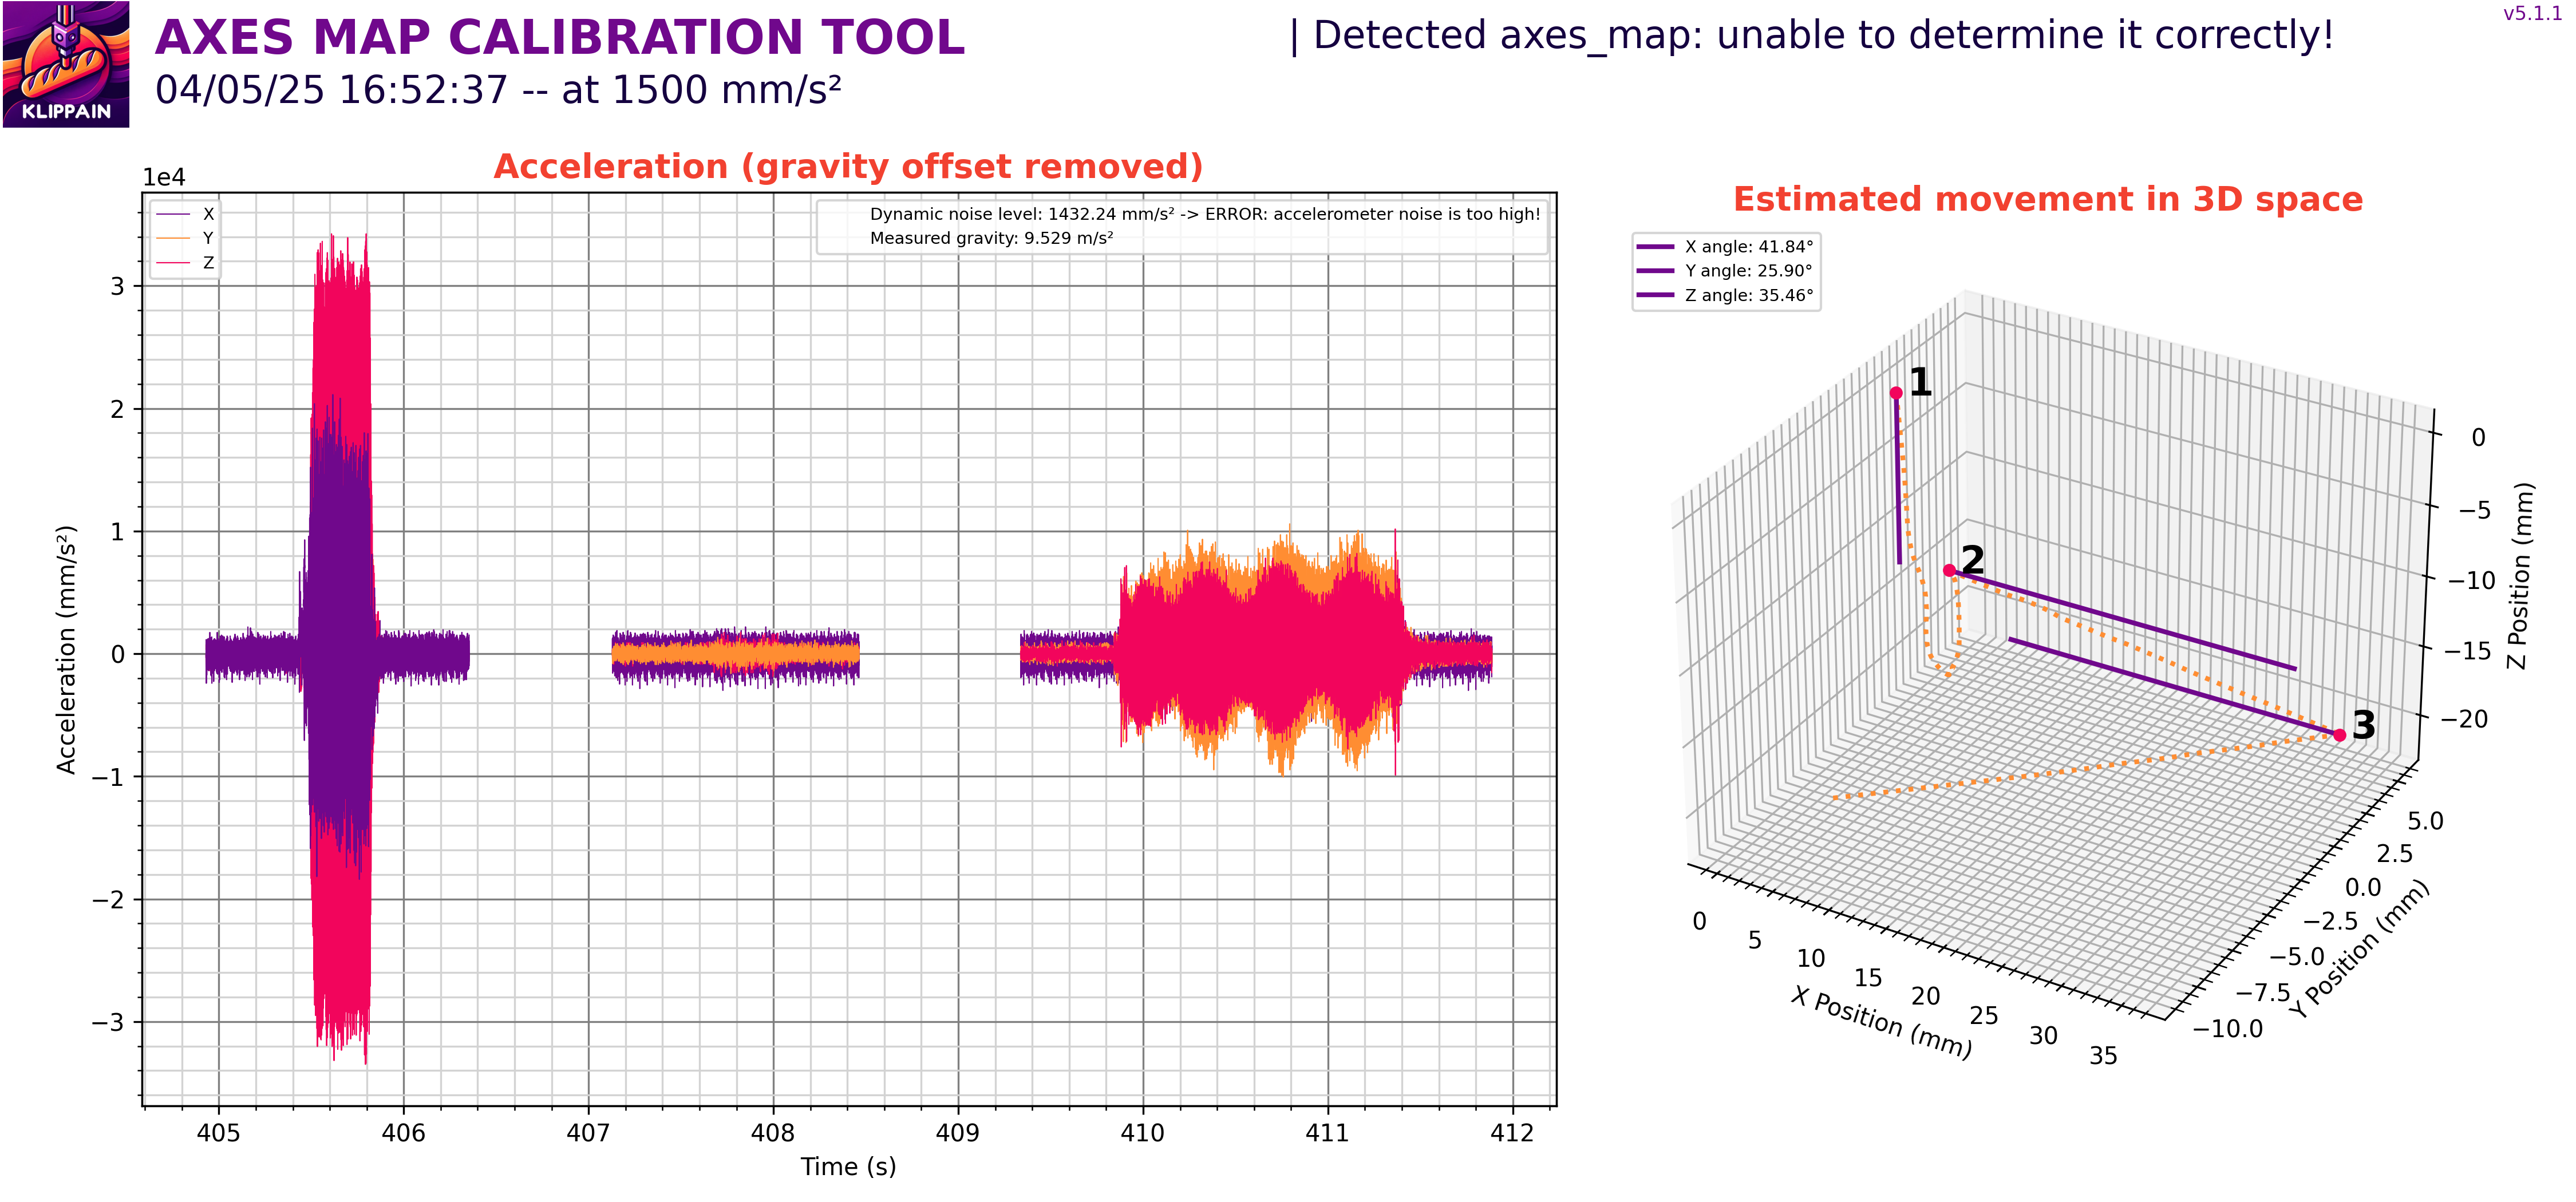 AXES MAP CALIBRATION TOOL
| Detected axes_map: unable to determine it correctly!
v5.1.1
04/05/25 16:52:37 -- at 1500 mm/s²
KLIPPAIN
Acceleration (gravity offset removed)
1e4
X
Y
Z
Dynamic noise level: 1432.24 mm/s² -> ERROR: accelerometer noise is too high!
Measured gravity: 9.529 m/s²
3
2
1
0
−1
−2
−3
Acceleration (mm/s²)
405
406
407
408
409
410
411
412
Time (s)
Estimated movement in 3D space
X angle: 41.84°
Y angle: 25.90°
Z angle: 35.46°
1
2
3
0
−5
−10
−15
−20
Z Position (mm)
5.0
2.5
0.0
−2.5
−5.0
−7.5
−10.0
Y Position (mm)
0
5
10
15
20
25
30
35
X Position (mm)